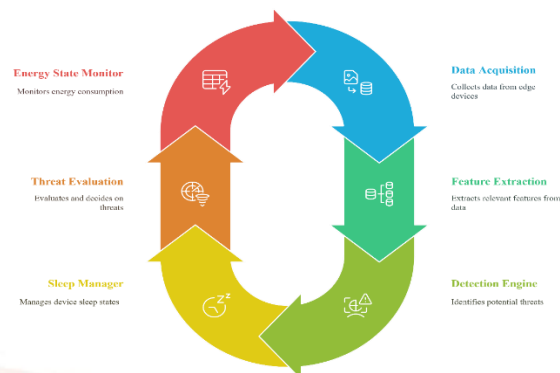 Energy State Monitor
Monitors energy consumption
Data Acquisition
Collects data from edge
devices
Threat Evaluation
Evaluates and decides on
threats
Feature Extraction
Extracts relevant features from
data
Sleep Manager
Manages device sleep states
Detection Engine
Identifies potential threats